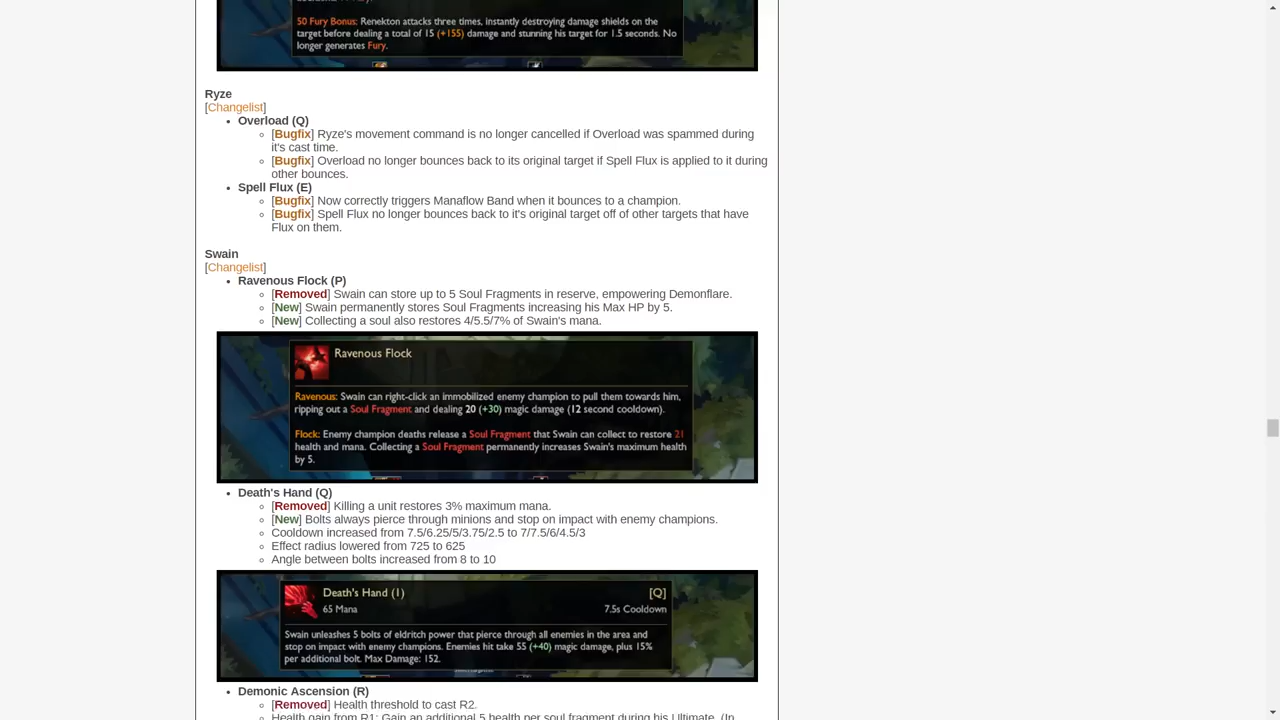 50 Fury Bonus: Renekton attacks three times, instantly destroying damage shields on the
target before dealing a total of 15 (+155) damage and stunning his target for 1.5 seconds. No
longer generates Fury.
Ryze
[Changelist]
• Overload (Q)
◦ [Bugfix] Ryze's movement command is no longer cancelled if Overload was spammed during
it's cast time.
◦ [Bugfix] Overload no longer bounces back to its original target if Spell Flux is applied to it during
other bounces.
• Spell Flux (E)
◦ [Bugfix] Now correctly triggers Manaflow Band when it bounces to a champion.
◦ [Bugfix] Spell Flux no longer bounces back to it's original target off of other targets that have
Flux on them.
Swain
[Changelist]
• Ravenous Flock (P)
◦ [Removed] Swain can store up to 5 Soul Fragments in reserve, empowering Demonflare.
◦ [New] Swain permanently stores Soul Fragments increasing his Max HP by 5.
◦ [New] Collecting a soul also restores 4/5.5/7% of Swain's mana.
Ravenous Flock
Ravenous: Swain can right-click an immobilized enemy champion to pull them towards him,
ripping out a Soul Fragment and dealing 20 (+30) magic damage (12 second cooldown).
Flock: Enemy champion deaths release a Soul Fragment that Swain can collect to restore 21
health and mana. Collecting a Soul Fragment permanently increases Swain's maximum health
by 5.
• Death's Hand (Q)
◦ [Removed] Killing a unit restores 3% maximum mana.
◦ [New] Bolts always pierce through minions and stop on impact with enemy champions.
◦ Cooldown increased from 7.5/6.25/5/3.75/2.5 to 7/7.5/6/4.5/3
◦ Effect radius lowered from 725 to 625
◦ Angle between bolts increased from 8 to 10
Death's Hand (1) [Q]
65 Mana 7.5s Cooldown
Swain unleashes 5 bolts of eldritch power that pierce through all enemies in the area and
stop on impact with enemy champions. Enemies hit take 55 (+40) magic damage, plus 15%
per additional bolt. Max Damage: 152.
• Demonic Ascension (R)
◦ [Removed] Health threshold to cast R2.
◦ Health gain from R1: Gain an additional 5 health per soul fragment during his Ultimate. (In